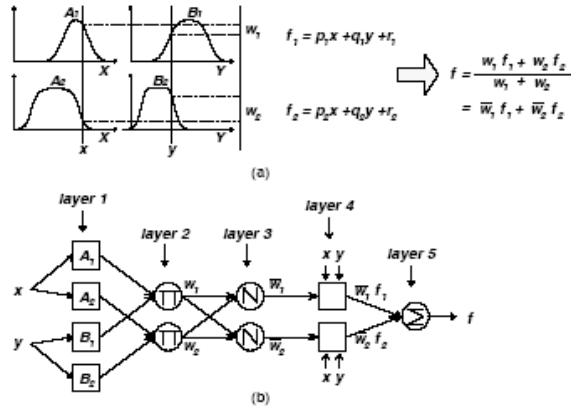 A₁ B₁
w₁
X Y
f₁ = p₁x + q₁y + r₁
A₂ B₂
w₂
X Y
x y
f₂ = p₂x + q₂y + r₂
f = w₁ f₁ + w₂ f₂ / w₁ + w₂
= w̅₁ f₁ + w̅₂ f₂
(a)
layer 1
layer 2 layer 3
layer 4
layer 5
x y
A₁
x
A₂
∏ w₁ N w̅₁
w̅₁ f₁
Σ f
y
B₁
∏ w₂ N w̅₂
w̅₂ f₂
B₂
x y
(b)